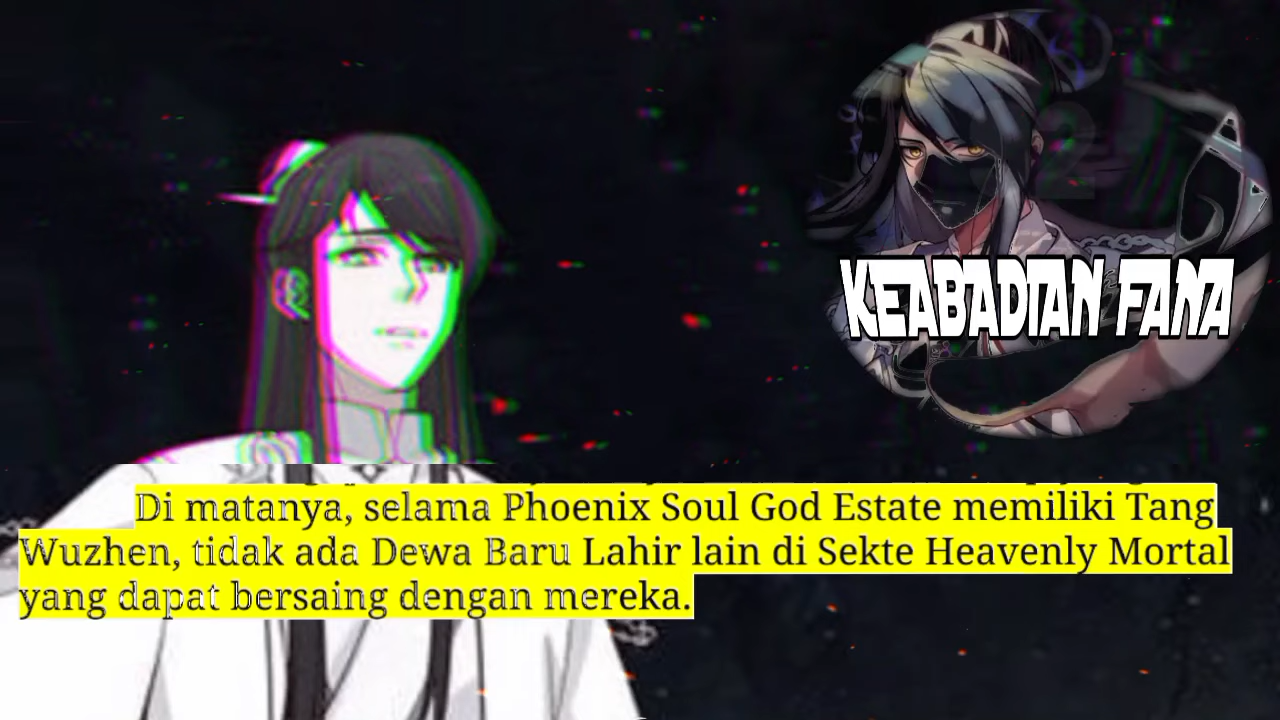 KEABADIAN FANA
Di matanya, selama Phoenix Soul God Estate memiliki Tang
Wuzhen, tidak ada Dewa Baru Lahir lain di Sekte Heavenly Mortal
yang dapat bersaing dengan mereka.